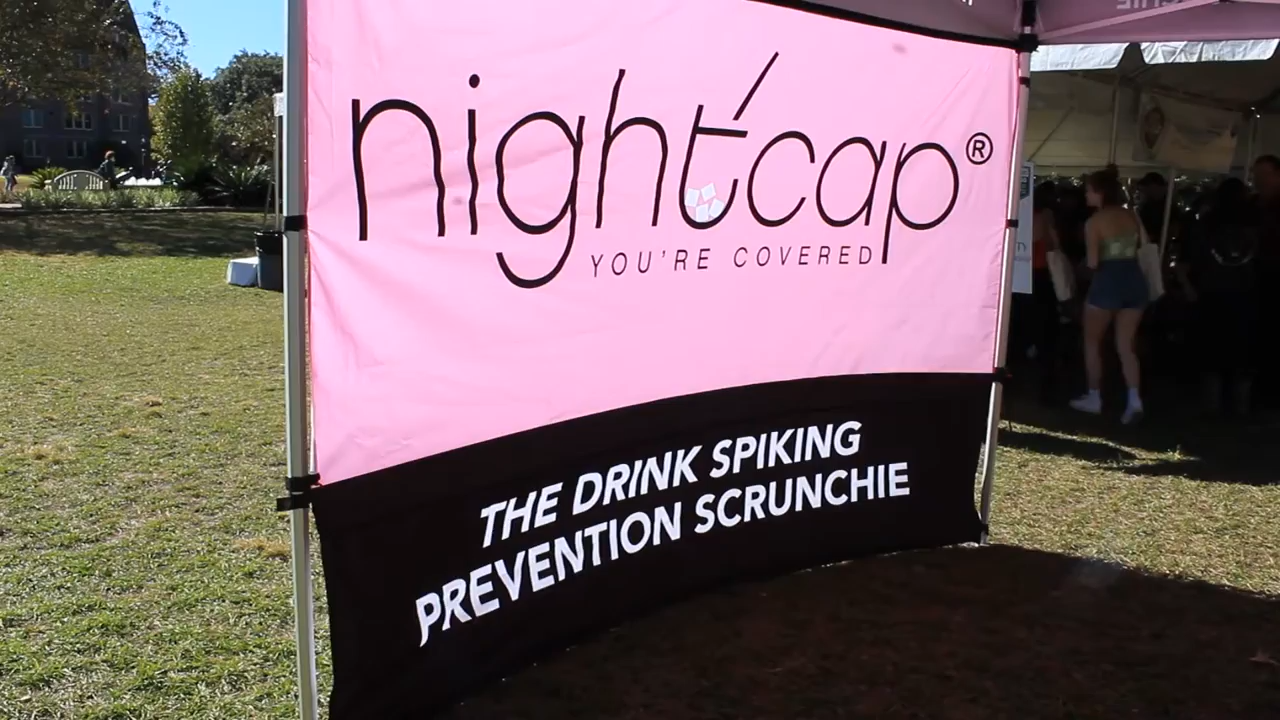 nightcap®
YOU'RE COVERED
THE DRINK SPIKING
PREVENTION SCRUNCHIE